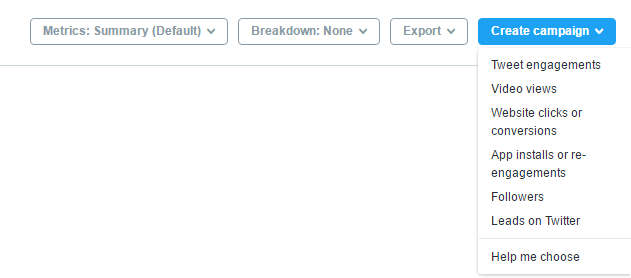 Metrics: Summary (Default)
Breakdown: None
Export
Create campaign
Tweet engagements
Video views
Website clicks or
conversions
App installs or re-
engagements
Followers
Leads on Twitter
Help me choose